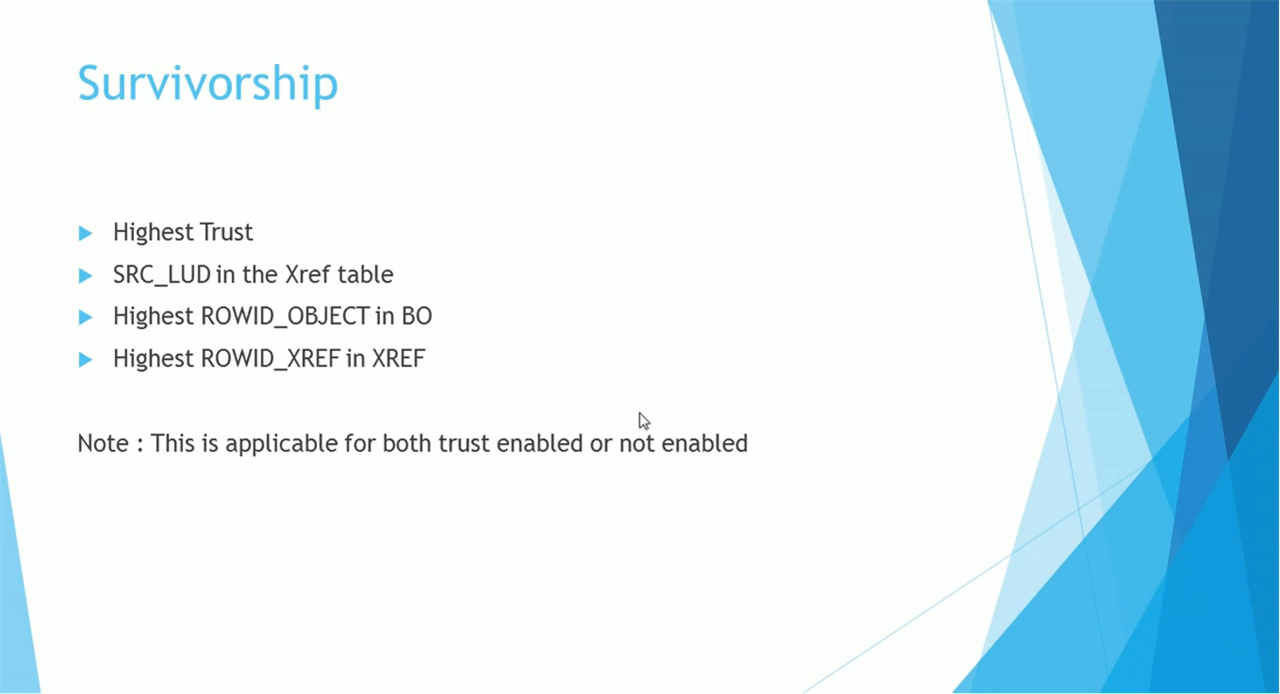 Survivorship
Highest Trust
SRC_LUD in the Xref table
Highest ROWID_OBJECT in BO
Highest ROWID_XREF in XREF
Note : This is applicable for both trust enabled or not enabled